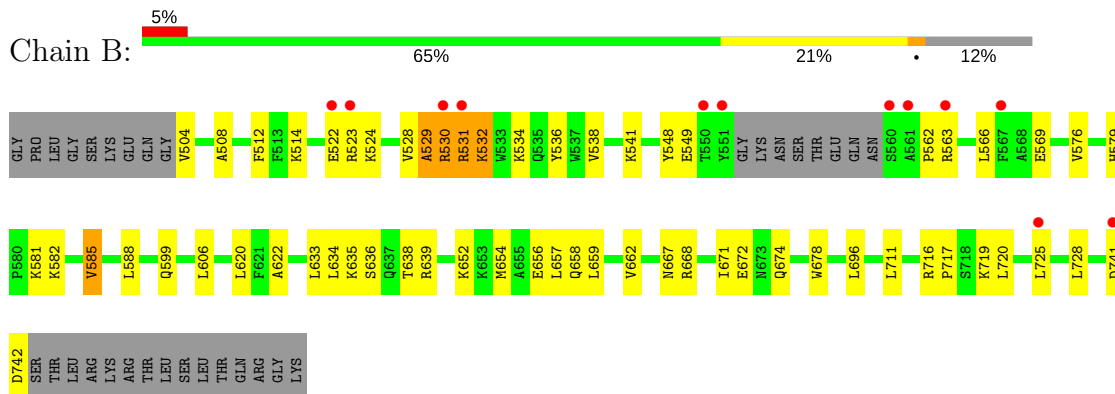 5%
Chain B:
65% 21% • 12%
GLY PRO LEU GLY SER LYS GLU GLN GLY V504 A508 F512 F513 K514 E522 R523 K524 V528 A529 R530 R531 K532 W533 K534 Q535 Y536 W537 V538 K541 Y548 E549 T550 Y551 GLY LYS ASN SER THR GLU GLN ASN S560 A561 P562 R563 L566 F567 A568 E569 V576 H579
P580 K581 K582 V585 L588 Q599 L606 L620 F621 A622 L633 L634 K635 S636 Q637 T638 R639 K652 K653 M654 A655 E656 L657 Q658 L659 V662 N667 R668 I671 E672 N673 Q674 W678 L696 L711 R716 P717 S718 K719 L720 L725 L728 D741
D742 SER THR LEU ARG LYS ARG THR LEU SER LEU THR GLN ARG GLY LYS